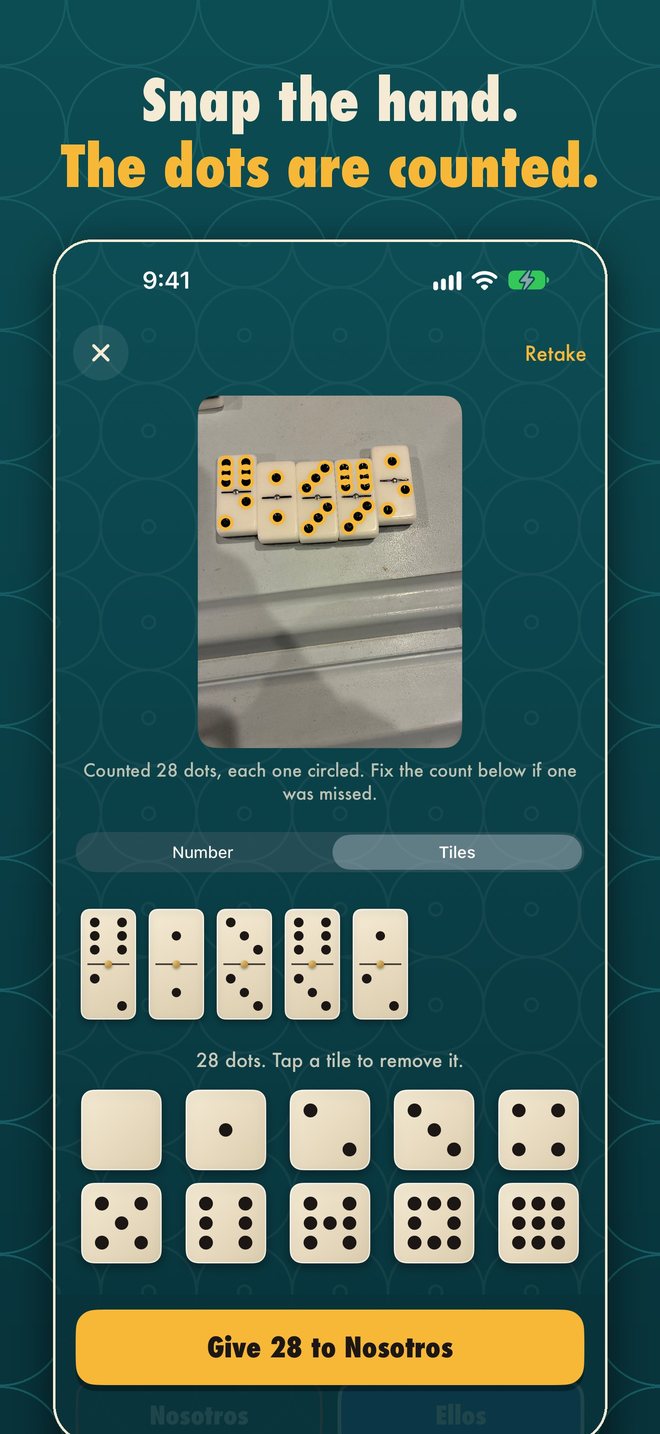 Snap the hand.
The dots are counted.
9:41
Retake
Counted 28 dots, each one circled. Fix the count below if one
was missed.
Number
Tiles
28 dots. Tap a tile to remove it.
Give 28 to Nosotros
Nosotros
Ellos